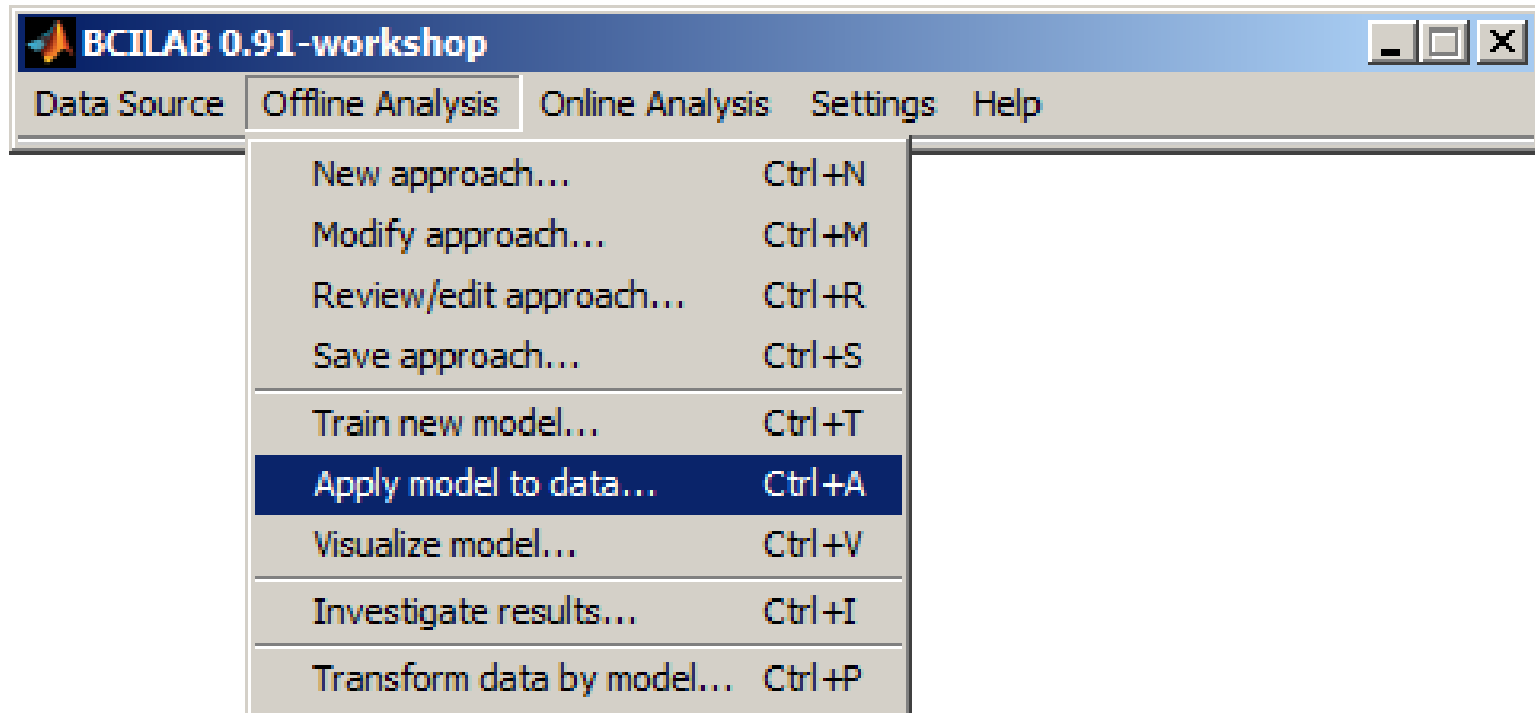 BCILAB 0.91-workshop
Data Source Offline Analysis Online Analysis Settings Help
New approach... Ctrl+N
Modify approach... Ctrl+M
Review/edit approach... Ctrl+R
Save approach... Ctrl+S
Train new model... Ctrl+T
Apply model to data... Ctrl+A
Visualize model... Ctrl+V
Investigate results... Ctrl+I
Transform data by model... Ctrl+P